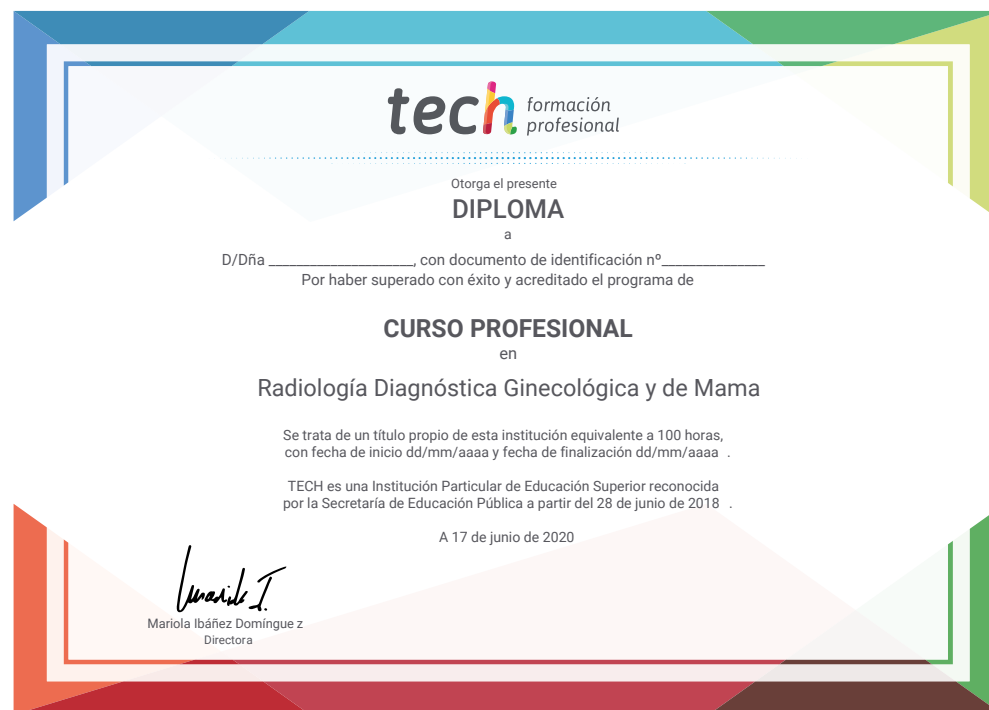 tech formación
profesional
Otorga el presente
DIPLOMA
a
D/Dña ___________________, con documento de identificación nº______________
Por haber superado con éxito y acreditado el programa de
CURSO PROFESIONAL
en
Radiología Diagnóstica Ginecológica y de Mama
Se trata de un título propio de esta institución equivalente a 100 horas,
con fecha de inicio dd/mm/aaaa y fecha de finalización dd/mm/aaaa .
TECH es una Institución Particular de Educación Superior reconocida
por la Secretaría de Educación Pública a partir del 28 de junio de 2018 .
A 17 de junio de 2020
Mariola I.
Mariola Ibáñez Domíngue z
Directora